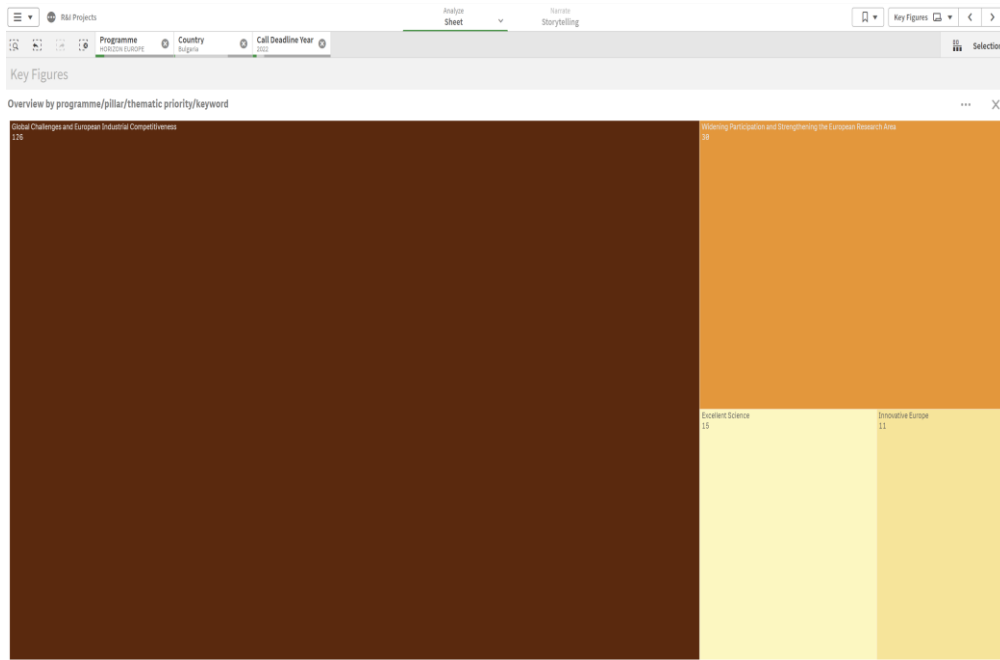 R&I Projects
Analyze
Sheet
Narrate
Storytelling
Key Figures
Programme
HORIZON EUROPE
Country
Bulgaria
Call Deadline Year
2022
Key Figures
Overview by programme/pillar/thematic priority/keyword
Global Challenges and European Industrial Competitiveness
126
Widening Participation and Strengthening the European Research Area
Excellent Science
15
Innovative Europe
11